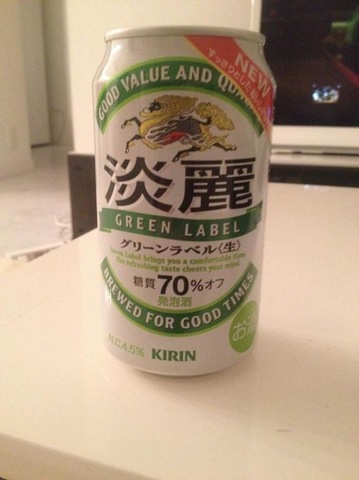 NEW
GOOD VALUE AND
淡麗
GREEN LABEL
グリーンラベル〈生〉
Green Label brings you a comfortable
The refreshing taste cheers your mind.
糖質70%オフ
発泡酒
BREWED FOR GOOD TIMES
ALC.4.5%
KIRIN
お酒